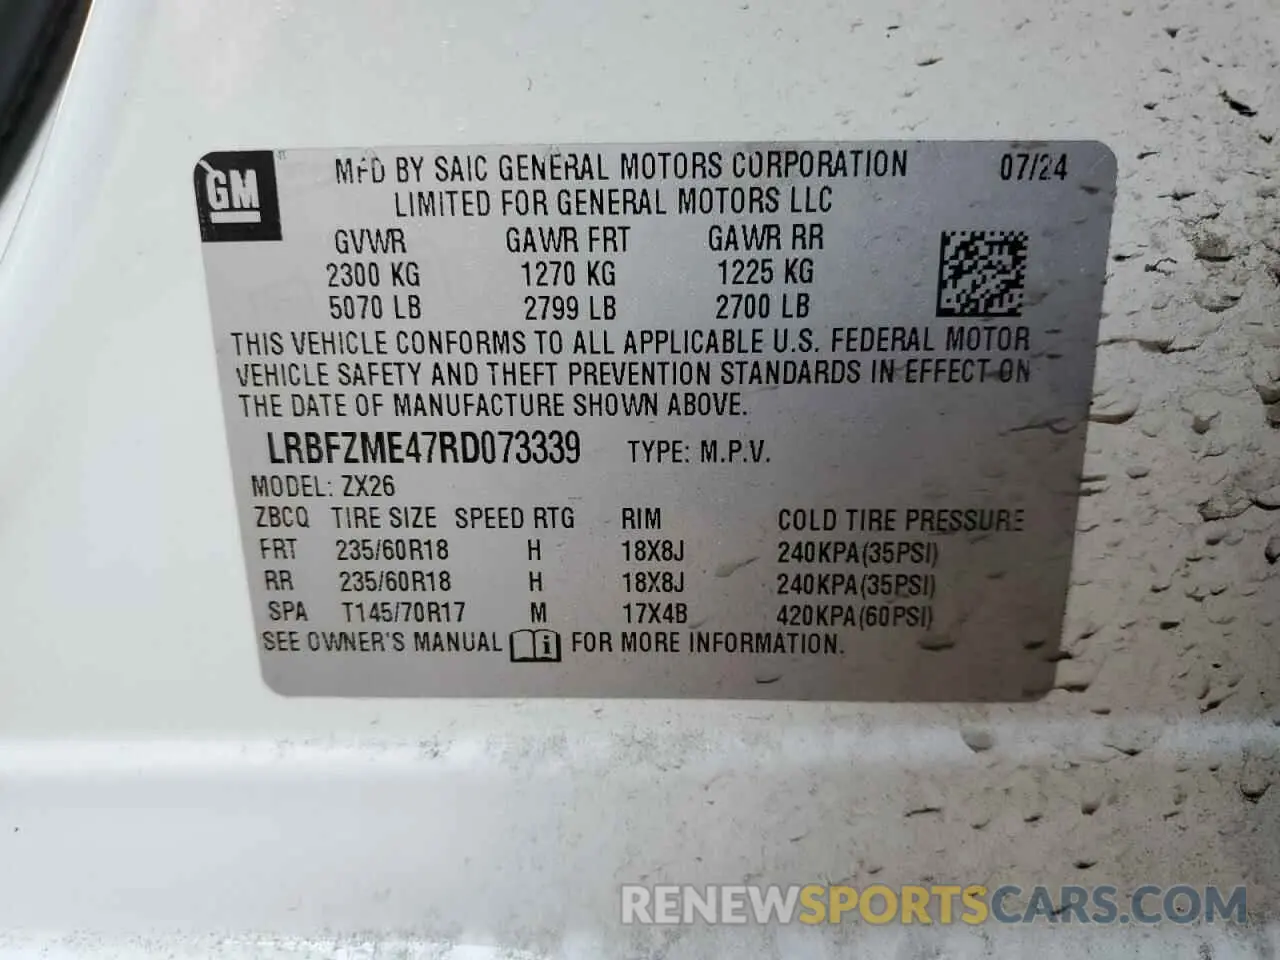 GM
MFD BY SAIC GENERAL MOTORS CORPORATION 07/24
LIMITED FOR GENERAL MOTORS LLC
GVWR GAWR FRT GAWR RR
2300 KG 1270 KG 1225 KG
5070 LB 2799 LB 2700 LB
THIS VEHICLE CONFORMS TO ALL APPLICABLE U.S. FEDERAL MOTOR
VEHICLE SAFETY AND THEFT PREVENTION STANDARDS IN EFFECT ON
THE DATE OF MANUFACTURE SHOWN ABOVE.
LRBFZME47RD073339 TYPE: M.P.V.
MODEL: ZX26
ZBCQ TIRE SIZE SPEED RTG RIM COLD TIRE PRESSURE
FRT 235/60R18 H 18X8J 240KPA(35PSI)
RR 235/60R18 H 18X8J 240KPA(35PSI)
SPA T145/70R17 M 17X4B 420KPA(60PSI)
SEE OWNER'S MANUAL i FOR MORE INFORMATION.
RENEWSPORTSCARS.COM